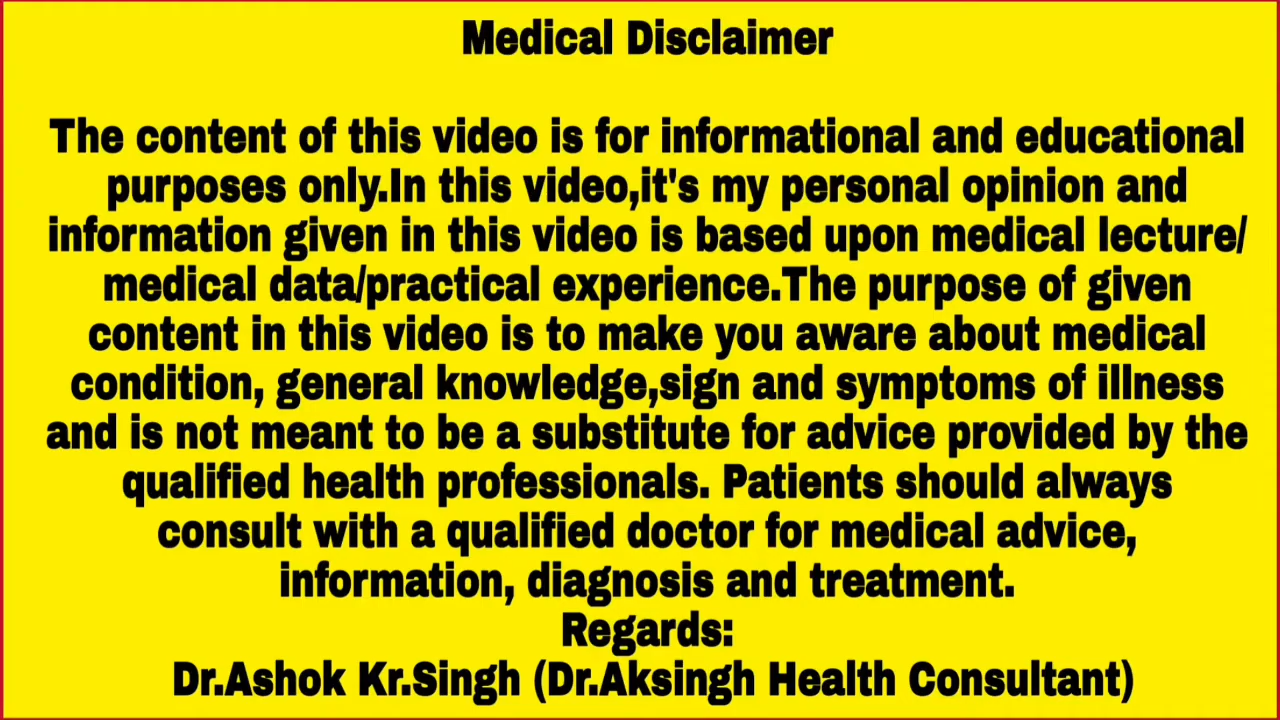 Medical Disclaimer
The content of this video is for informational and educational
purposes only.In this video,it's my personal opinion and
information given in this video is based upon medical lecture/
medical data/practical experience.The purpose of given
content in this video is to make you aware about medical
condition, general knowledge,sign and symptoms of illness
and is not meant to be a substitute for advice provided by the
qualified health professionals. Patients should always
consult with a qualified doctor for medical advice,
information, diagnosis and treatment.
Regards:
Dr.Ashok Kr.Singh (Dr.Aksingh Health Consultant)